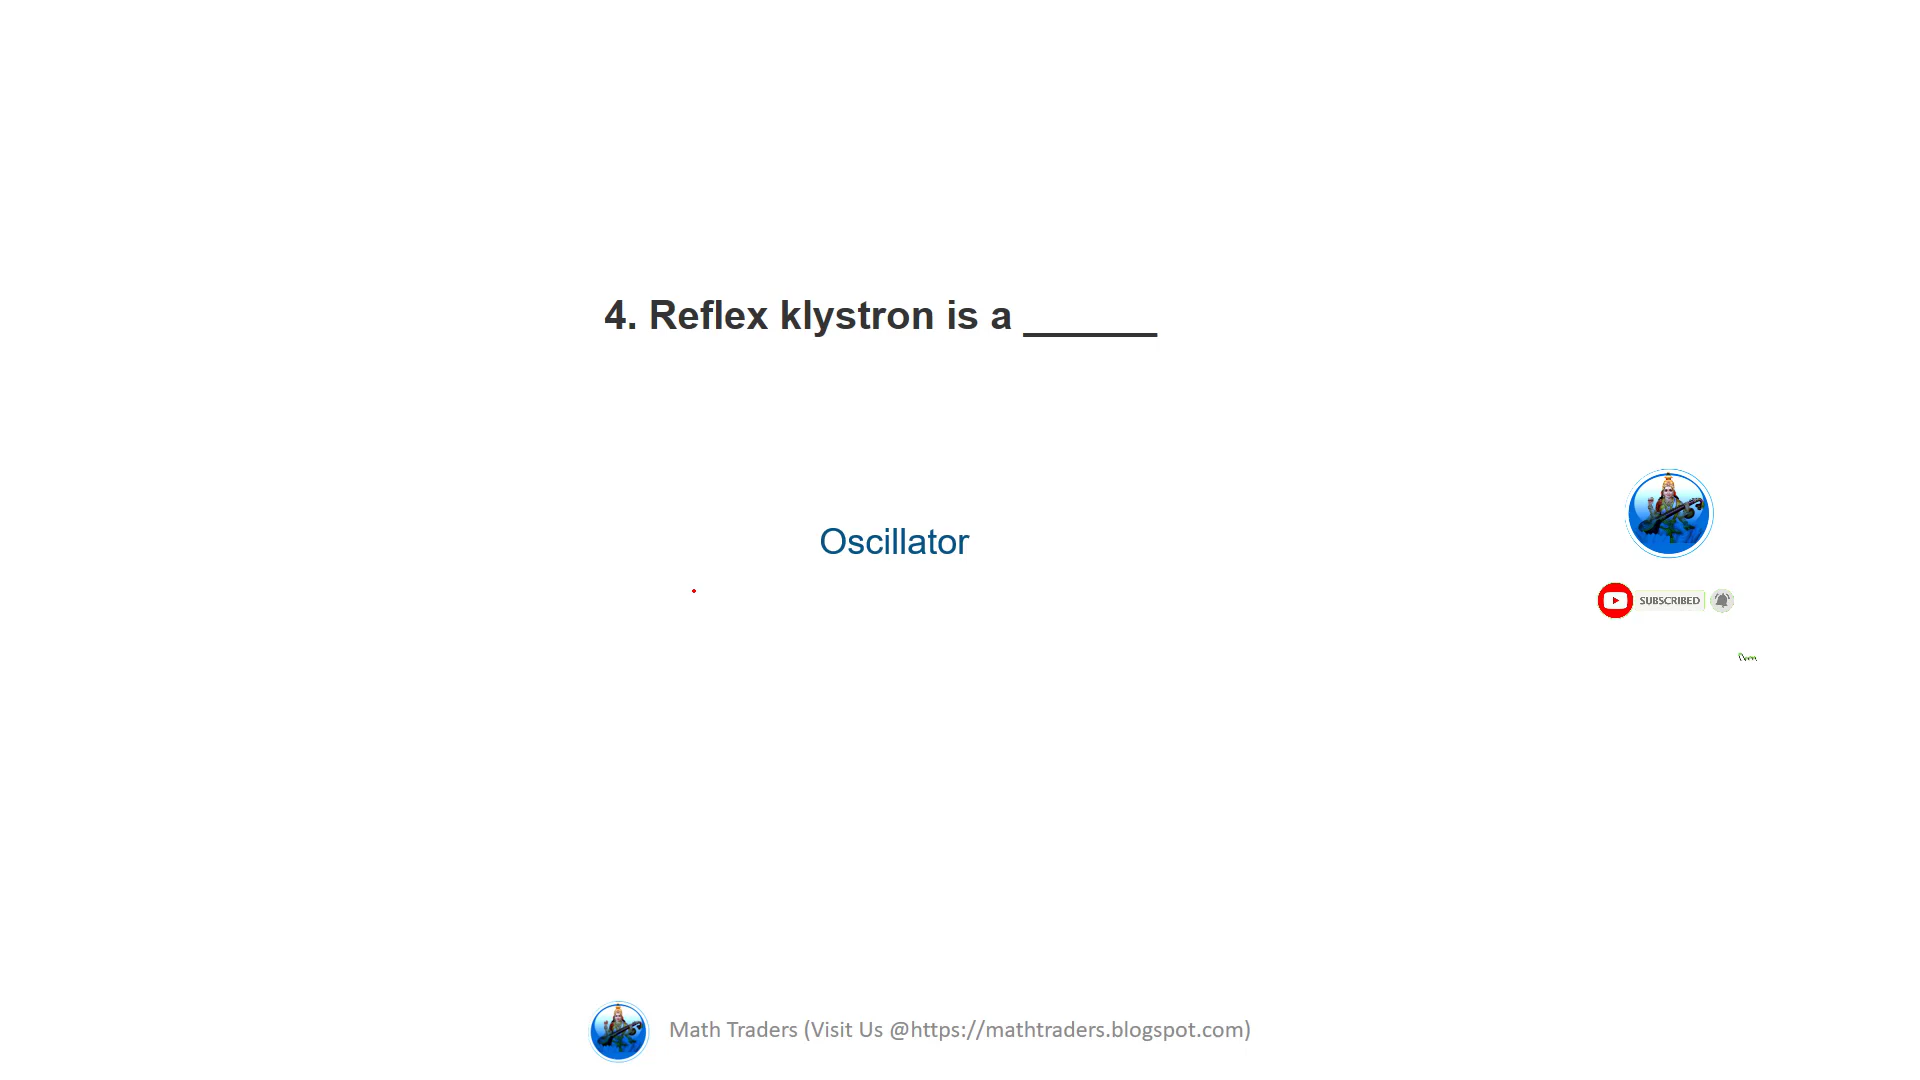 4. Reflex klystron is a ______
Oscillator
SUBSCRIBED
Math Traders (Visit Us @https://mathtraders.blogspot.com)